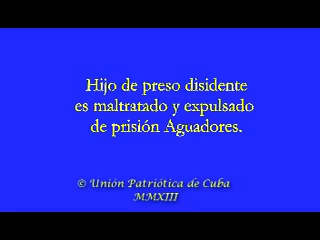 Hijo de preso disidente
es maltratado y expulsado
de prisión Aguadores.
© Unión Patriótica de Cuba
MMXIII